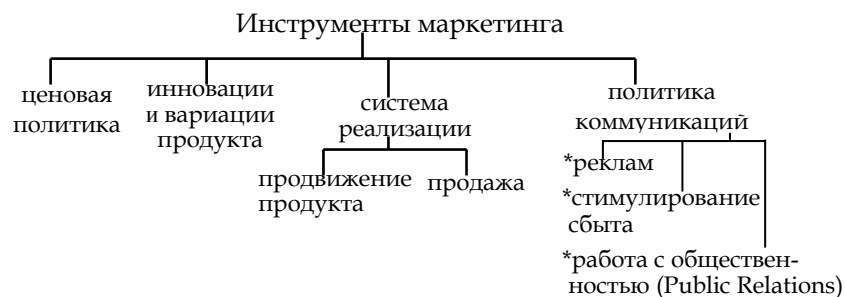 Инструменты маркетинга
ценовая
политика
инновации
и вариации
продукта
система
реализации
продвижение
продукта
продажа
политика
коммуникаций
*реклам
*стимулирование
сбыта
*работа с обществен-
ностью (Public Relations)